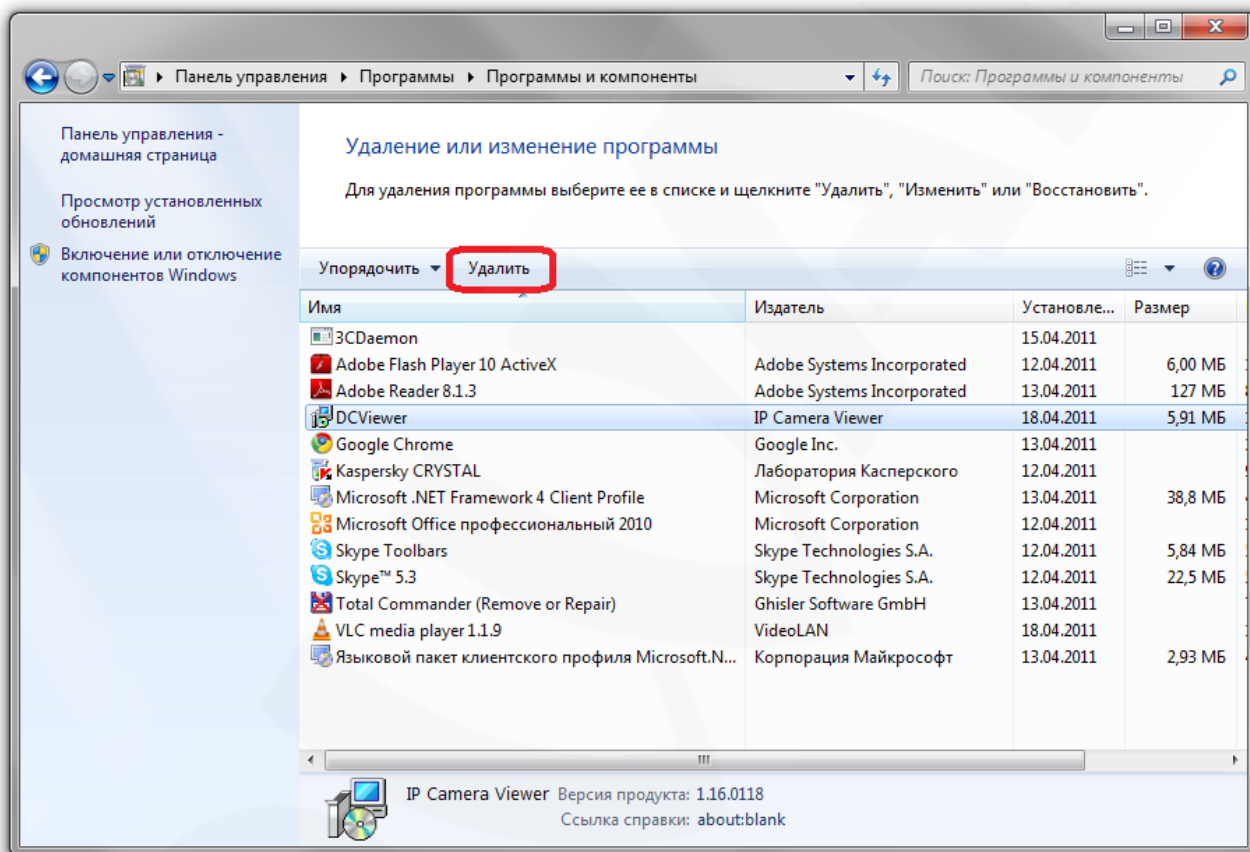 Панель управления ▸ Программы ▸ Программы и компоненты
Поиск: Программы и компоненты
Панель управления -
домашняя страница
Просмотр установленных
обновлений
Включение или отключение
компонентов Windows
Удаление или изменение программы
Для удаления программы выберите ее в списке и щелкните "Удалить", "Изменить" или "Восстановить".
Упорядочить Удалить
Имя Издатель Установле... Размер
3CDaemon 15.04.2011
Adobe Flash Player 10 ActiveX Adobe Systems Incorporated 12.04.2011 6,00 МБ
Adobe Reader 8.1.3 Adobe Systems Incorporated 13.04.2011 127 МБ
DCViewer IP Camera Viewer 18.04.2011 5,91 МБ
Google Chrome Google Inc. 13.04.2011
Kaspersky CRYSTAL Лаборатория Касперского 12.04.2011
Microsoft .NET Framework 4 Client Profile Microsoft Corporation 13.04.2011 38,8 МБ
Microsoft Office профессиональный 2010 Microsoft Corporation 12.04.2011
Skype Toolbars Skype Technologies S.A. 12.04.2011 5,84 МБ
Skype™ 5.3 Skype Technologies S.A. 12.04.2011 22,5 МБ
Total Commander (Remove or Repair) Ghisler Software GmbH 13.04.2011
VLC media player 1.1.9 VideoLAN 18.04.2011
Языковой пакет клиентского профиля Microsoft.N... Корпорация Майкрософт 13.04.2011 2,93 МБ
IP Camera Viewer Версия продукта: 1.16.0118
Ссылка справки: about:blank